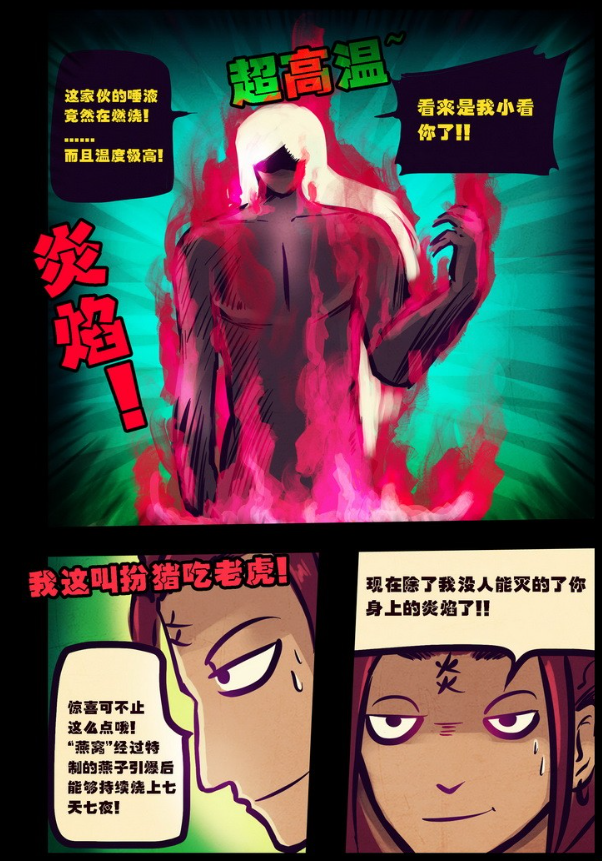 超高温~
这家伙的唾液
竟然在燃烧!
……
而且温度极高!
看来是我小看
你了!!
炎焰!
我这叫扮猪吃老虎!
惊喜可不止
这么点哦!
“燕窝”经过特
制的燕子引爆后
能够持续烧上七
天七夜!
现在除了我没人能灭的了你
身上的炎焰了!!
炎